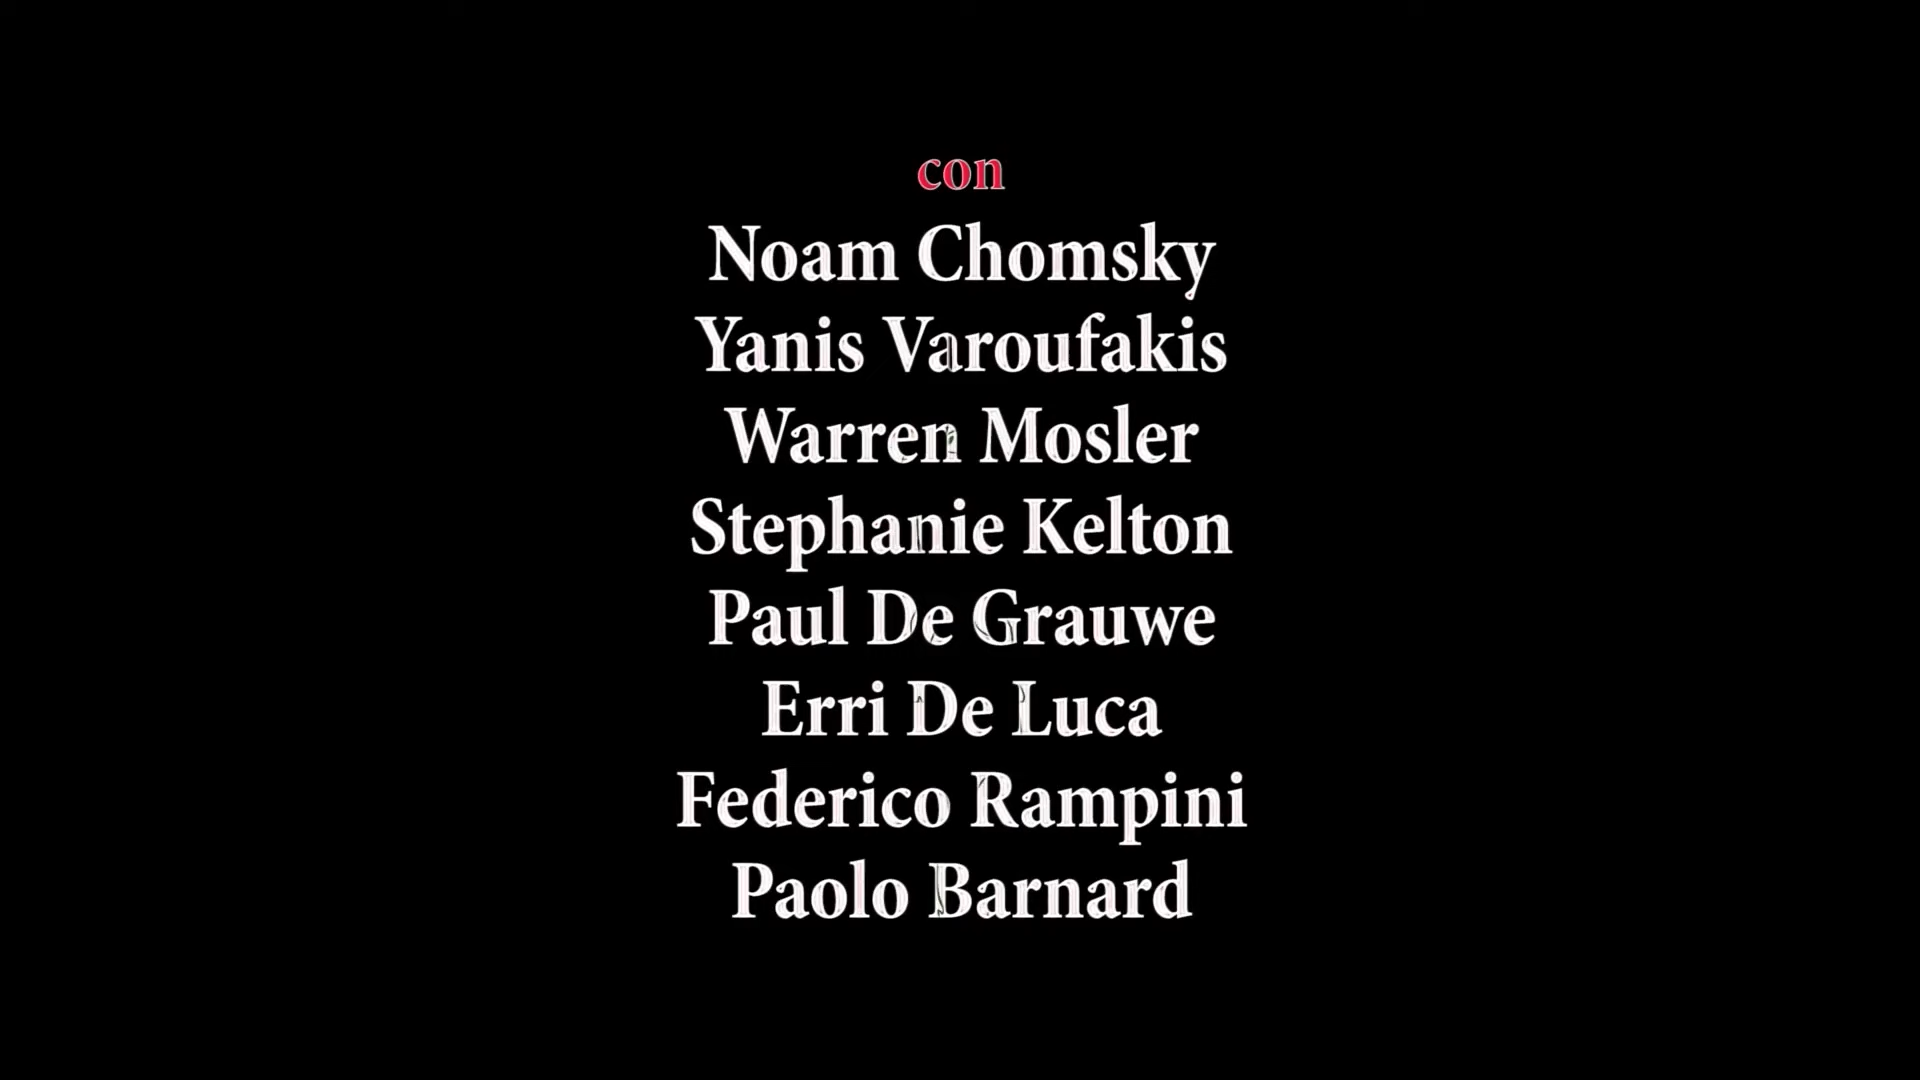 con
Noam Chomsky
Yanis Varoufakis
Warren Mosler
Stephanie Kelton
Paul De Grauwe
Erri De Luca
Federico Rampini
Paolo Barnard